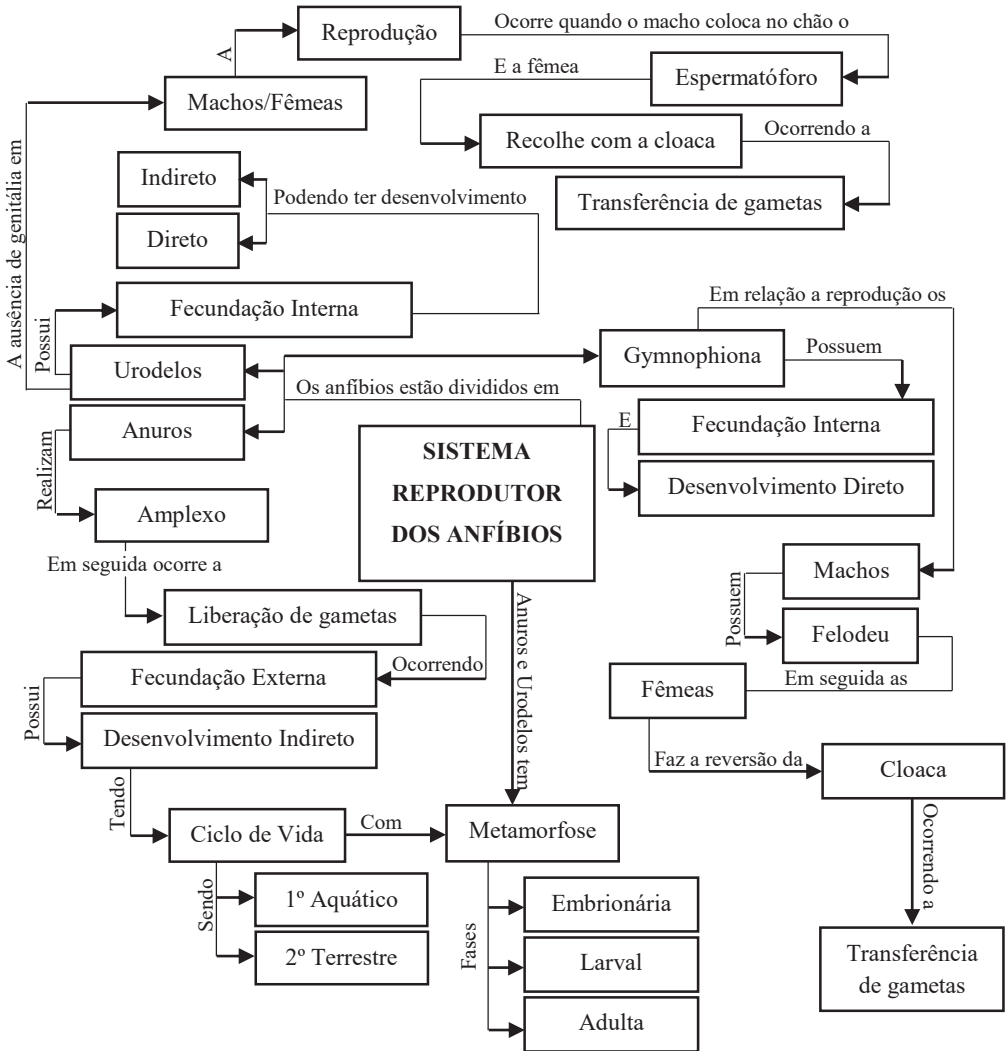 Reprodução
Ocorre quando o macho coloca no chão o
A
E a fêmea
Espermatóforo
Machos/Fêmeas
Recolhe com a cloaca
Ocorrendo a
Transferência de gametas
A ausência de genitália em
Indireto
Podendo ter desenvolvimento
Direto
Fecundação Interna
Possui
Urodelos
Em relação a reprodução os
Gymnophiona
Possuem
Os anfíbios estão divididos em
Anuros
E
Fecundação Interna
Desenvolvimento Direto
SISTEMA
REPRODUTOR
DOS ANFÍBIOS
Realizam
Amplexo
Em seguida ocorre a
Liberação de gametas
Machos
Possuem
Felodeu
Em seguida as
Fêmeas
Ocorrendo
Fecundação Externa
Possui
Desenvolvimento Indireto
Anuros e Urodelos tem
Faz a reversão da
Cloaca
Tendo
Ciclo de Vida
Com
Metamorfose
Ocorrendo a
Sendo
1º Aquático
2º Terrestre
Fases
Embrionária
Larval
Adulta
Transferência
de gametas